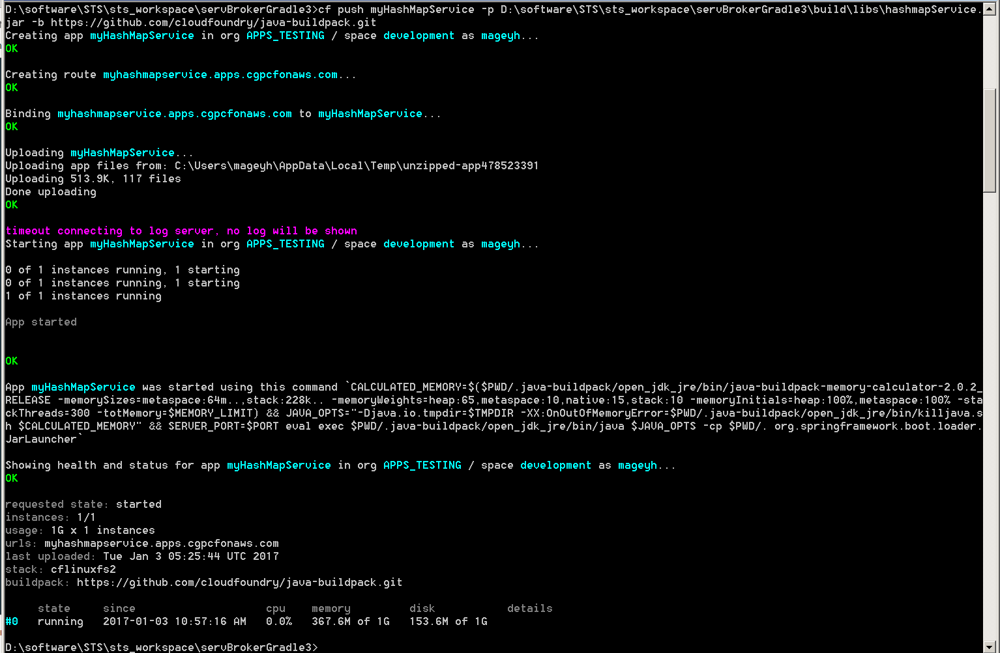 D:\software\STS\sts_workspace\servBrokerGradle3>cf push myHashMapService -p D:\software\STS\sts_workspace\servBrokerGradle3\build\libs\hashmapService.
jar -b https://github.com/cloudfoundry/java-buildpack.git
Creating app myHashMapService in org APPS_TESTING / space development as mageyh...
OK
Creating route myhashmapservice.apps.cgpcfonaws.com...
OK
Binding myhashmapservice.apps.cgpcfonaws.com to myHashMapService...
OK
Uploading myHashMapService...
Uploading app files from: C:\Users\mageyh\AppData\Local\Temp\unzipped-app478523391
Uploading 513.9K, 117 files
Done uploading
OK
timeout connecting to log server, no log will be shown
Starting app myHashMapService in org APPS_TESTING / space development as mageyh...
0 of 1 instances running, 1 starting
0 of 1 instances running, 1 starting
1 of 1 instances running
App started
OK
App myHashMapService was started using this command `CALCULATED_MEMORY=$($PWD/.java-buildpack/open_jdk_jre/bin/java-buildpack-memory-calculator-2.0.2_
RELEASE -memorySizes=metaspace:64m..,stack:228k.. -memoryWeights=heap:65,metaspace:10,native:15,stack:10 -memoryInitials=heap:100%,metaspace:100% -sta
ckThreads=300 -totMemory=$MEMORY_LIMIT) && JAVA_OPTS="-Djava.io.tmpdir=$TMPDIR -XX:OnOutOfMemoryError=$PWD/.java-buildpack/open_jdk_jre/bin/killjava.s
h $CALCULATED_MEMORY" && SERVER_PORT=$PORT eval exec $PWD/.java-buildpack/open_jdk_jre/bin/java $JAVA_OPTS -cp $PWD/. org.springframework.boot.loader.
JarLauncher`
Showing health and status for app myHashMapService in org APPS_TESTING / space development as mageyh...
OK
requested state: started
instances: 1/1
usage: 1G x 1 instances
urls: myhashmapservice.apps.cgpcfonaws.com
last uploaded: Tue Jan 3 05:25:44 UTC 2017
stack: cflinuxfs2
buildpack: https://github.com/cloudfoundry/java-buildpack.git
state since cpu memory disk details
#0 running 2017-01-03 10:57:16 AM 0.0% 367.6M of 1G 153.6M of 1G
D:\software\STS\sts_workspace\servBrokerGradle3>